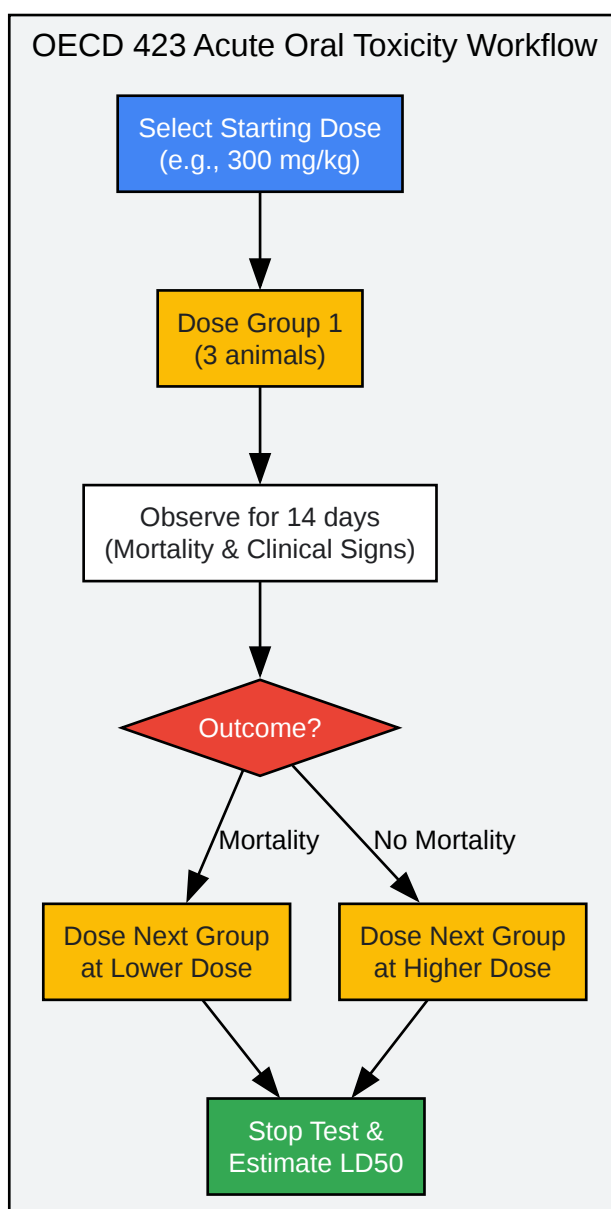 OECD 423 Acute Oral Toxicity Workflow
Select Starting Dose
(e.g., 300 mg/kg)
Dose Group 1
(3 animals)
Observe for 14 days
(Mortality & Clinical Signs)
Outcome?
Mortality
No Mortality
Dose Next Group
at Lower Dose
Dose Next Group
at Higher Dose
Stop Test &
Estimate LD50